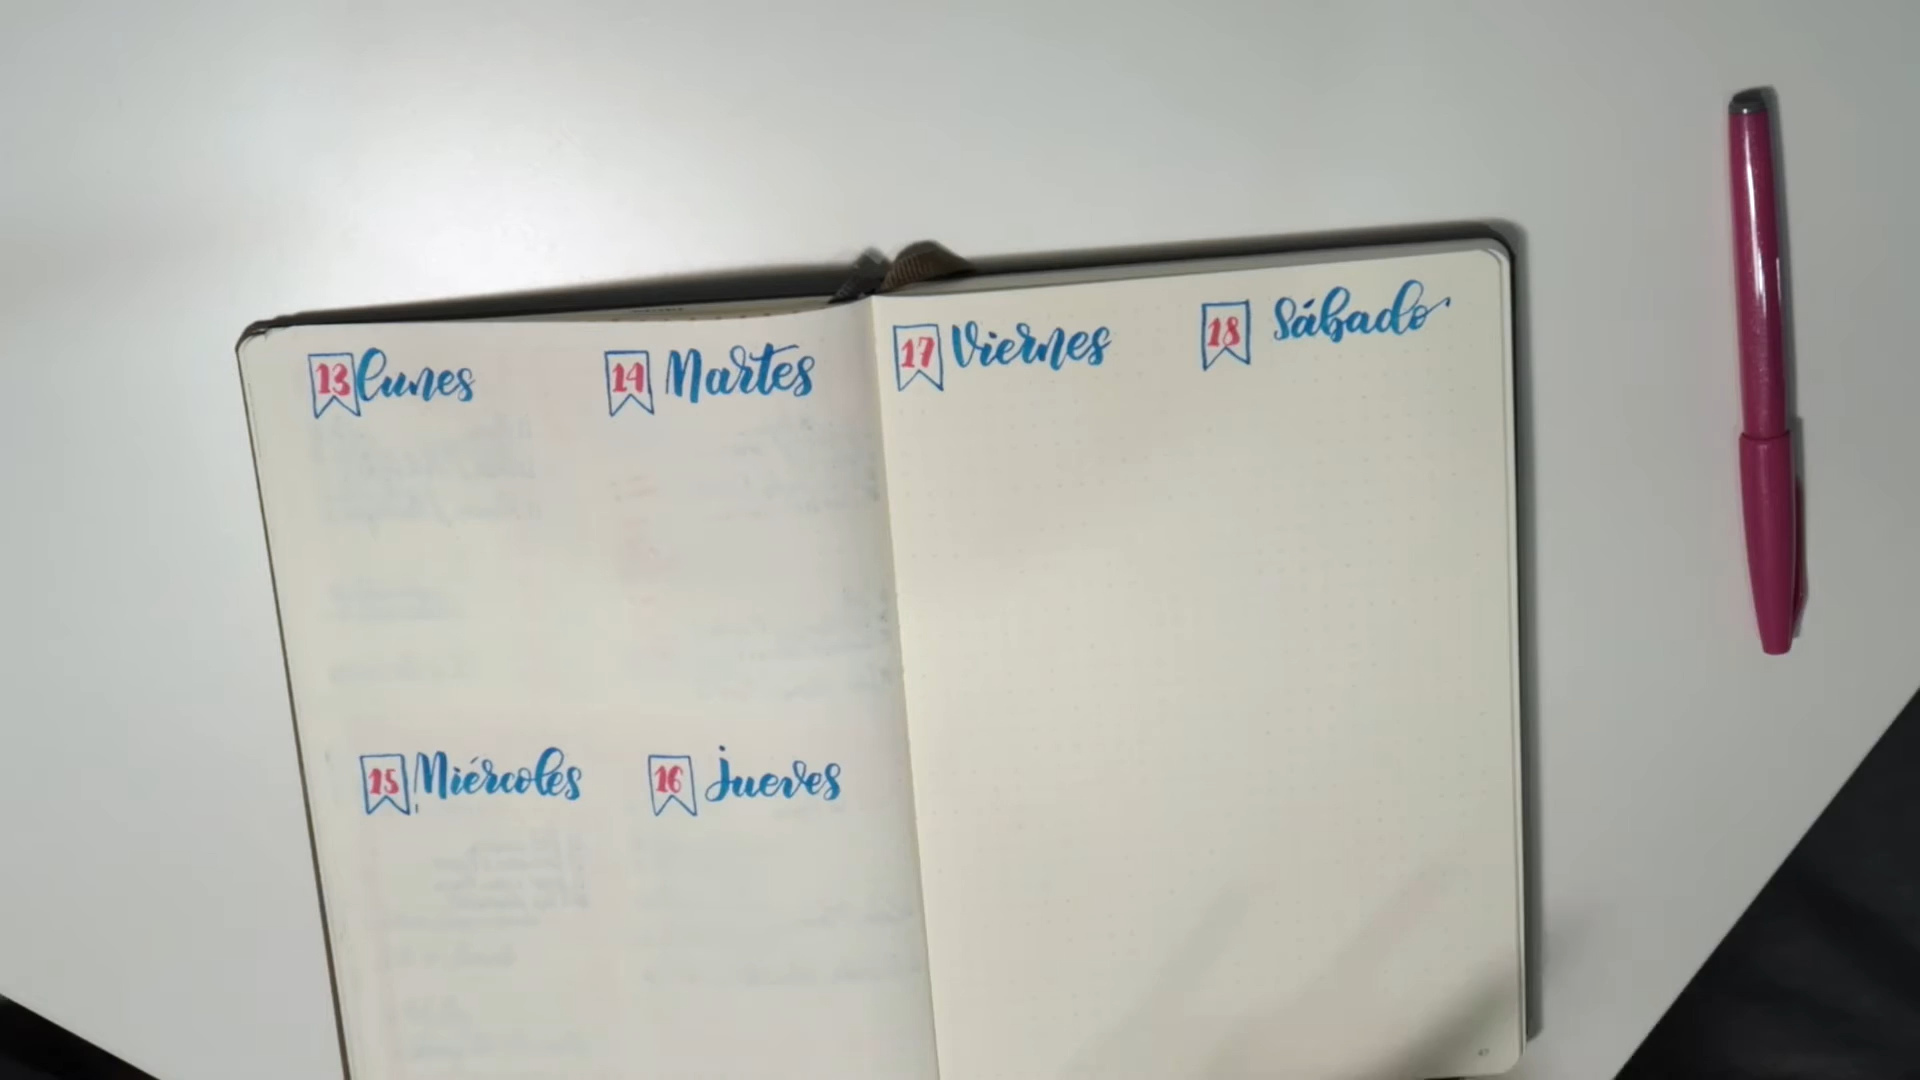 13 Lunes
14 Martes
15 Miércoles
16 Jueves
17 Viernes
18 Sábado